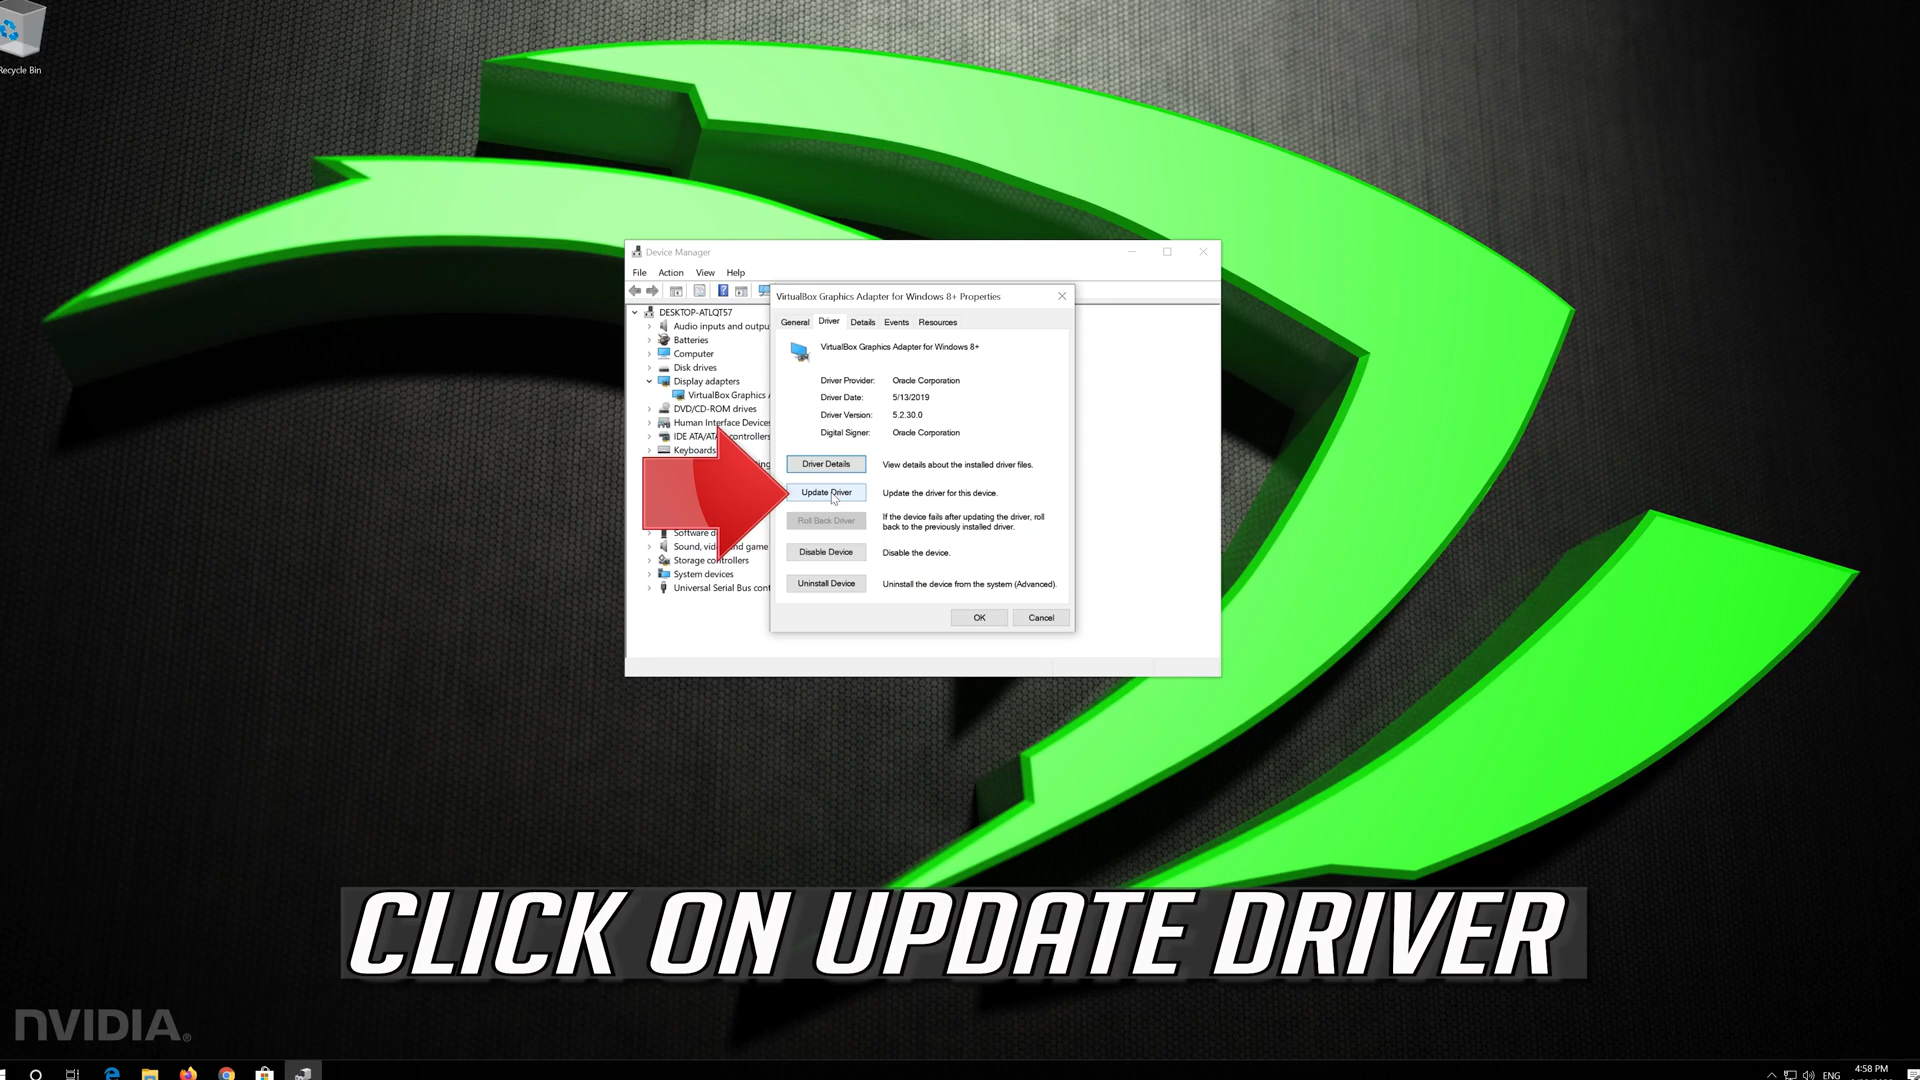 Recycle Bin
Device Manager
File Action View Help
DESKTOP-ATLQT57
Audio inputs and outpu
Batteries
Computer
Disk drives
Display adapters
VirtualBox Graphics A
DVD/CD-ROM drives
Human Interface Devices
IDE ATA/ATA controllers
Keyboards
Software d
Sound, video and game
Storage controllers
System devices
Universal Serial Bus cont
VirtualBox Graphics Adapter for Windows 8+ Properties
General Driver Details Events Resources
VirtualBox Graphics Adapter for Windows 8+
Driver Provider: Oracle Corporation
Driver Date: 5/13/2019
Driver Version: 5.2.30.0
Digital Signer: Oracle Corporation
Driver Details View details about the installed driver files.
Update Driver Update the driver for this device.
Roll Back Driver If the device fails after updating the driver, roll
back to the previously installed driver.
Disable Device Disable the device.
Uninstall Device Uninstall the device from the system (Advanced).
OK Cancel
CLICK ON UPDATE DRIVER
NVIDIA®
ENG
4:58 PM